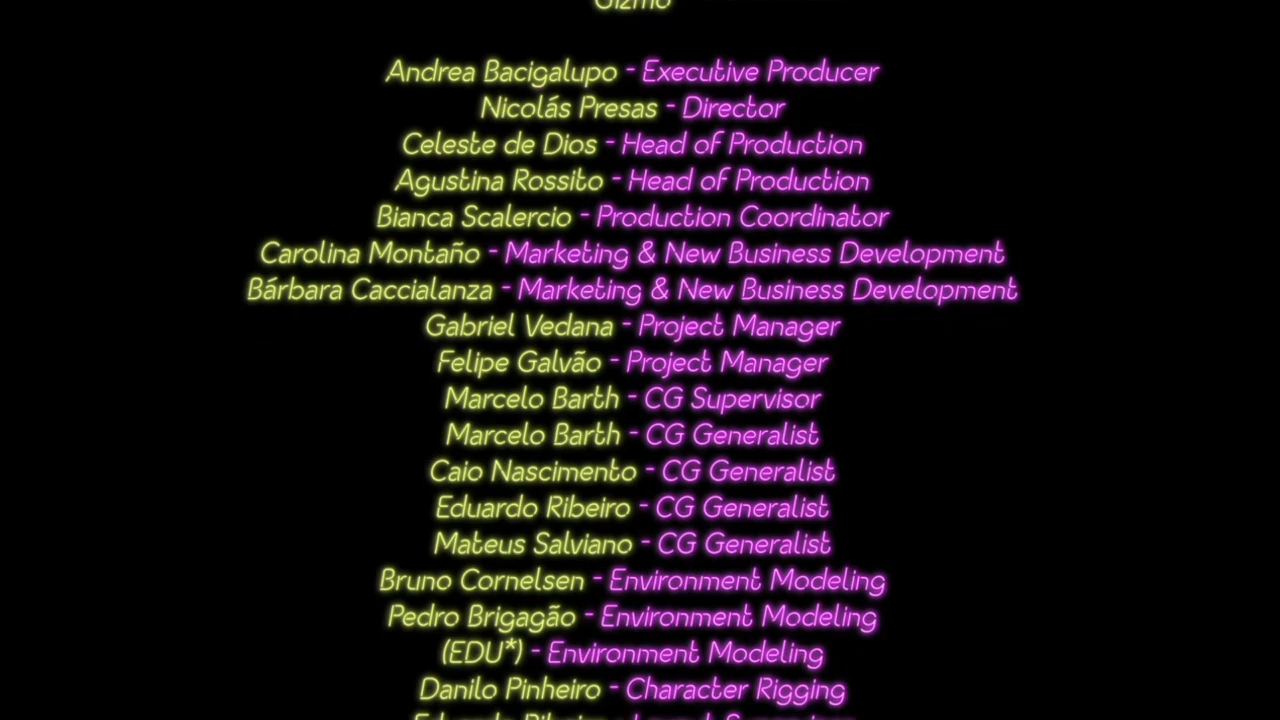 Gizmo
Andrea Bacigalupo - Executive Producer
Nicolás Presas - Director
Celeste de Dios - Head of Production
Agustina Rossito - Head of Production
Bianca Scalercio - Production Coordinator
Carolina Montaño - Marketing & New Business Development
Bárbara Caccialanza - Marketing & New Business Development
Gabriel Vedana - Project Manager
Felipe Galvão - Project Manager
Marcelo Barth - CG Supervisor
Marcelo Barth - CG Generalist
Caio Nascimento - CG Generalist
Eduardo Ribeiro - CG Generalist
Mateus Salviano - CG Generalist
Bruno Cornelsen - Environment Modeling
Pedro Brigagão - Environment Modeling
(EDU*) - Environment Modeling
Danilo Pinheiro - Character Rigging